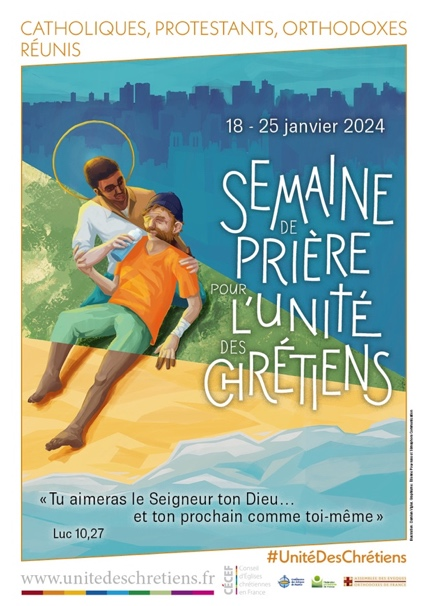 CATHOLIQUES, PROTESTANTS, ORTHODOXES
RÉUNIS
18 - 25 janvier 2024
SEMAINE
DE
PRIÈRE
POUR
L'UNITÉ
DES
CHRÉTIENS
« Tu aimeras le Seigneur ton Dieu…
et ton prochain comme toi-même »
Luc 10,27
#UnitéDesChrétiens
www.unitedeschretiens.fr
CÉCEF
Conseil
d'Églises
chrétiennes
en France